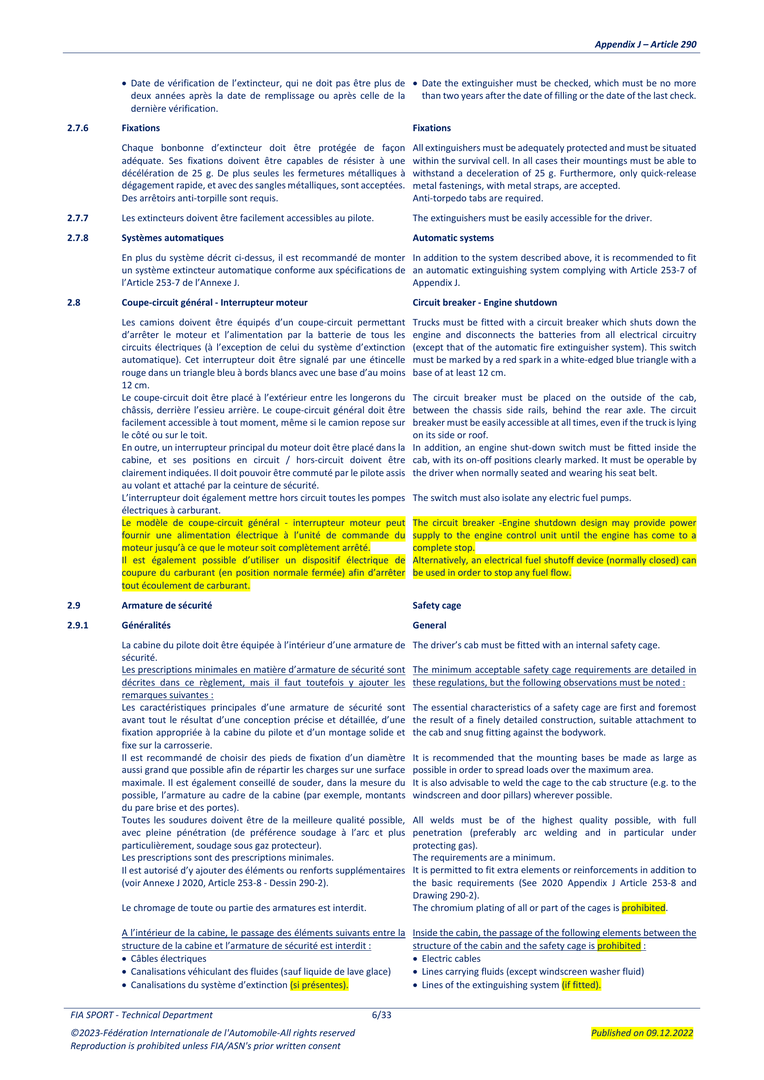 Appendix J – Article 290
• Date de vérification de l'extincteur, qui ne doit pas être plus de
deux années après la date de remplissage ou après celle de la
dernière vérification.
• Date the extinguisher must be checked, which must be no more
than two years after the date of filling or the date of the last check.
2.7.6 Fixations
Fixations
Chaque bonbonne d'extincteur doit être protégée de façon
adéquate. Ses fixations doivent être capables de résister à une
décélération de 25 g. De plus seules les fermetures métalliques à
dégagement rapide, et avec des sangles métalliques, sont acceptées.
Des arrêtoirs anti-torpille sont requis.
All extinguishers must be adequately protected and must be situated
within the survival cell. In all cases their mountings must be able to
withstand a deceleration of 25 g. Furthermore, only quick-release
metal fastenings, with metal straps, are accepted.
Anti-torpedo tabs are required.
2.7.7 Les extincteurs doivent être facilement accessibles au pilote.
The extinguishers must be easily accessible for the driver.
2.7.8 Systèmes automatiques
Automatic systems
En plus du système décrit ci-dessus, il est recommandé de monter
un système extincteur automatique conforme aux spécifications de
l'Article 253-7 de l'Annexe J.
In addition to the system described above, it is recommended to fit
an automatic extinguishing system complying with Article 253-7 of
Appendix J.
2.8 Coupe-circuit général - Interrupteur moteur
Circuit breaker - Engine shutdown
Les camions doivent être équipés d'un coupe-circuit permettant
d'arrêter le moteur et l'alimentation par la batterie de tous les
circuits électriques (à l'exception de celui du système d'extinction
automatique). Cet interrupteur doit être signalé par une étincelle
rouge dans un triangle bleu à bords blancs avec une base d'au moins
12 cm.
Trucks must be fitted with a circuit breaker which shuts down the
engine and disconnects the batteries from all electrical circuitry
(except that of the automatic fire extinguisher system). This switch
must be marked by a red spark in a white-edged blue triangle with a
base of at least 12 cm.
Le coupe-circuit doit être placé à l'extérieur entre les longerons du
châssis, derrière l'essieu arrière. Le coupe-circuit général doit être
facilement accessible à tout moment, même si le camion repose sur
le côté ou sur le toit.
The circuit breaker must be placed on the outside of the cab,
between the chassis side rails, behind the rear axle. The circuit
breaker must be easily accessible at all times, even if the truck is lying
on its side or roof.
En outre, un interrupteur principal du moteur doit être placé dans la
cabine, et ses positions en circuit / hors-circuit doivent être
clairement indiquées. Il doit pouvoir être commuté par le pilote assis
au volant et attaché par la ceinture de sécurité.
In addition, an engine shut-down switch must be fitted inside the
cab, with its on-off positions clearly marked. It must be operable by
the driver when normally seated and wearing his seat belt.
L'interrupteur doit également mettre hors circuit toutes les pompes
électriques à carburant.
The switch must also isolate any electric fuel pumps.
Le modèle de coupe-circuit général - interrupteur moteur peut
fournir une alimentation électrique à l'unité de commande du
moteur jusqu'à ce que le moteur soit complètement arrêté.
The circuit breaker -Engine shutdown design may provide power
supply to the engine control unit until the engine has come to a
complete stop.
Il est également possible d'utiliser un dispositif électrique de
coupure du carburant (en position normale fermée) afin d'arrêter
tout écoulement de carburant.
Alternatively, an electrical fuel shutoff device (normally closed) can
be used in order to stop any fuel flow.
2.9 Armature de sécurité
Safety cage
2.9.1 Généralités
General
La cabine du pilote doit être équipée à l'intérieur d'une armature de
sécurité.
The driver's cab must be fitted with an internal safety cage.
Les prescriptions minimales en matière d'armature de sécurité sont
décrites dans ce règlement, mais il faut toutefois y ajouter les
remarques suivantes :
The minimum acceptable safety cage requirements are detailed in
these regulations, but the following observations must be noted :
Les caractéristiques principales d'une armature de sécurité sont
avant tout le résultat d'une conception précise et détaillée, d'une
fixation appropriée à la cabine du pilote et d'un montage solide et
fixe sur la carrosserie.
The essential characteristics of a safety cage are first and foremost
the result of a finely detailed construction, suitable attachment to
the cab and snug fitting against the bodywork.
Il est recommandé de choisir des pieds de fixation d'un diamètre
aussi grand que possible afin de répartir les charges sur une surface
maximale. Il est également conseillé de souder, dans la mesure du
possible, l'armature au cadre de la cabine (par exemple, montants
du pare brise et des portes).
It is recommended that the mounting bases be made as large as
possible in order to spread loads over the maximum area.
It is also advisable to weld the cage to the cab structure (e.g. to the
windscreen and door pillars) wherever possible.
Toutes les soudures doivent être de la meilleure qualité possible,
avec pleine pénétration (de préférence soudage à l'arc et plus
particulièrement, soudage sous gaz protecteur).
All welds must be of the highest quality possible, with full
penetration (preferably arc welding and in particular under
protecting gas).
Les prescriptions sont des prescriptions minimales.
The requirements are a minimum.
Il est autorisé d'y ajouter des éléments ou renforts supplémentaires
(voir Annexe J 2020, Article 253-8 - Dessin 290-2).
It is permitted to fit extra elements or reinforcements in addition to
the basic requirements (See 2020 Appendix J Article 253-8 and
Drawing 290-2).
Le chromage de toute ou partie des armatures est interdit.
The chromium plating of all or part of the cages is prohibited.
A l'intérieur de la cabine, le passage des éléments suivants entre la
structure de la cabine et l'armature de sécurité est interdit :
Inside the cabin, the passage of the following elements between the
structure of the cabin and the safety cage is prohibited :
• Câbles électriques
• Canalisations véhiculant des fluides (sauf liquide de lave glace)
• Canalisations du système d'extinction (si présentes).
• Electric cables
• Lines carrying fluids (except windscreen washer fluid)
• Lines of the extinguishing system (if fitted).
FIA SPORT - Technical Department
6/33
©2023-Fédération Internationale de l'Automobile-All rights reserved
Reproduction is prohibited unless FIA/ASN's prior written consent
Published on 09.12.2022